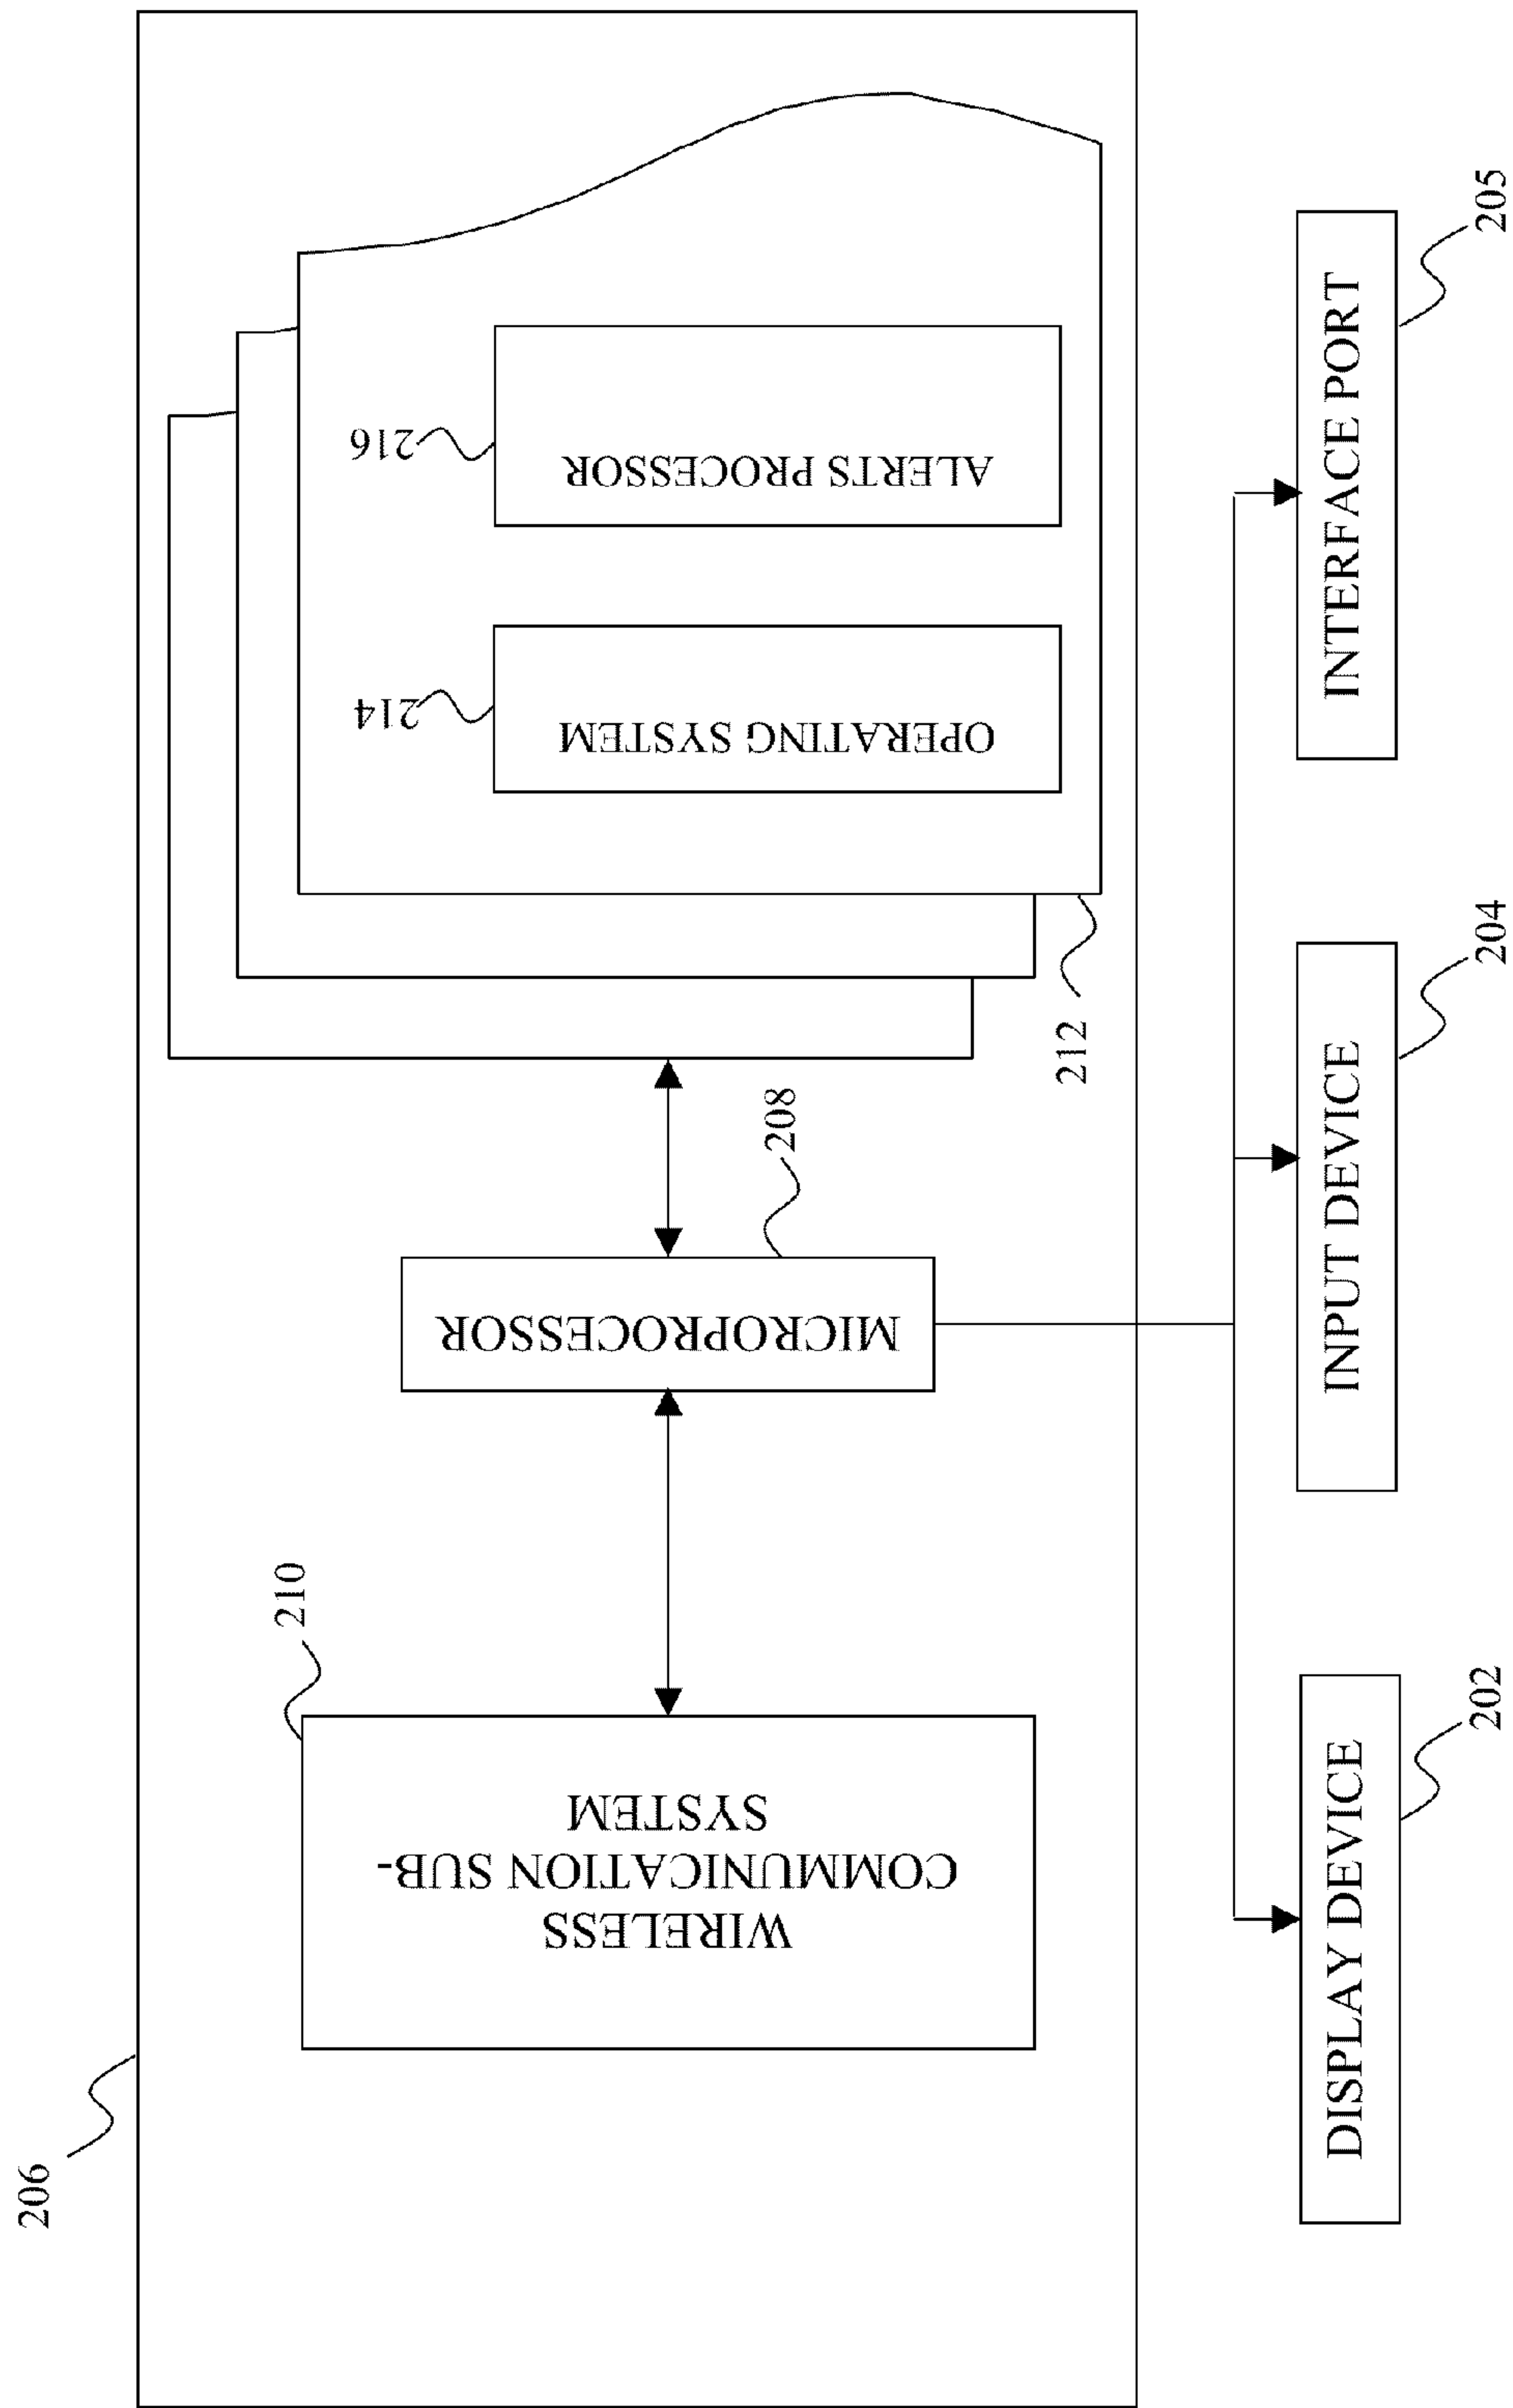 206
210
WIRELESS
COMMUNICATION SUB-
SYSTEM
MICROPROCESSOR
208
212
214
OPERATING SYSTEM
216
ALERTS PROCESSOR
DISPLAY DEVICE
202
INPUT DEVICE
204
INTERFACE PORT
205